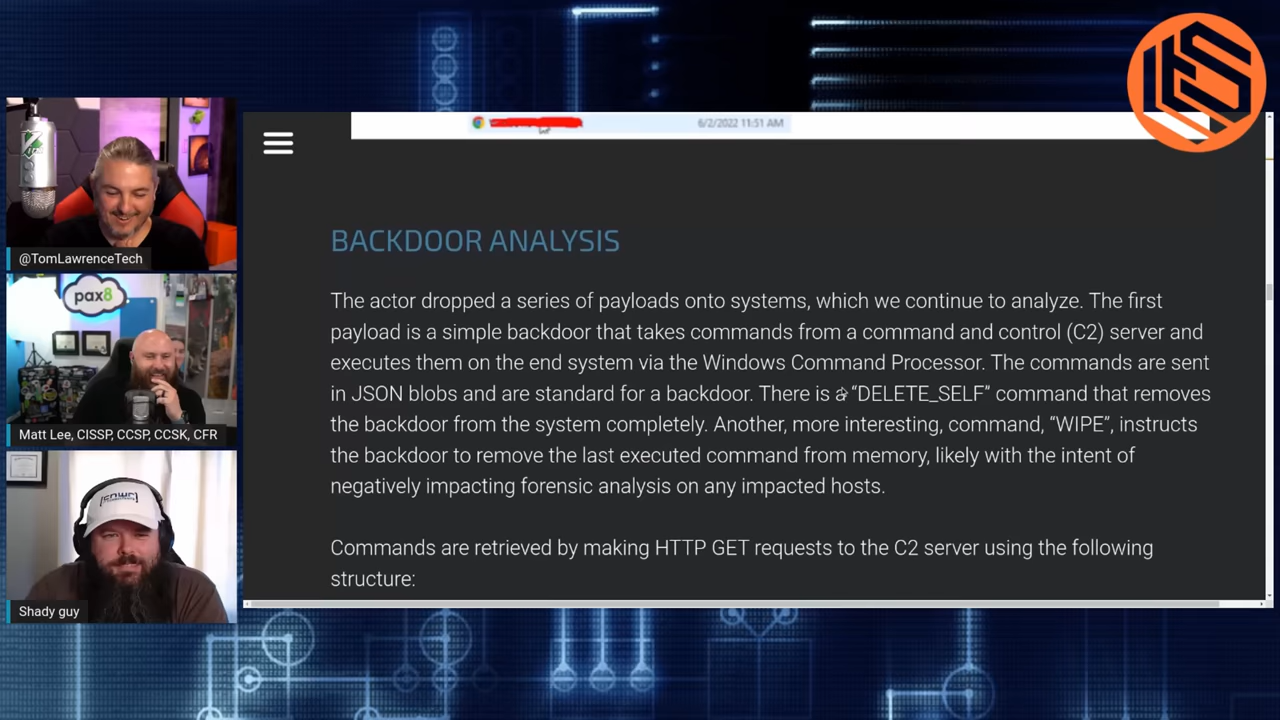 6/2/2022 11:51 AM
BACKDOOR ANALYSIS
The actor dropped a series of payloads onto systems, which we continue to analyze. The first
payload is a simple backdoor that takes commands from a command and control (C2) server and
executes them on the end system via the Windows Command Processor. The commands are sent
in JSON blobs and are standard for a backdoor. There is a “DELETE_SELF” command that removes
the backdoor from the system completely. Another, more interesting, command, “WIPE”, instructs
the backdoor to remove the last executed command from memory, likely with the intent of
negatively impacting forensic analysis on any impacted hosts.
Commands are retrieved by making HTTP GET requests to the C2 server using the following
structure:
@TomLawrenceTech
pax8
Matt Lee, CISSP, CCSP, CCSK, CFR
Shady guy